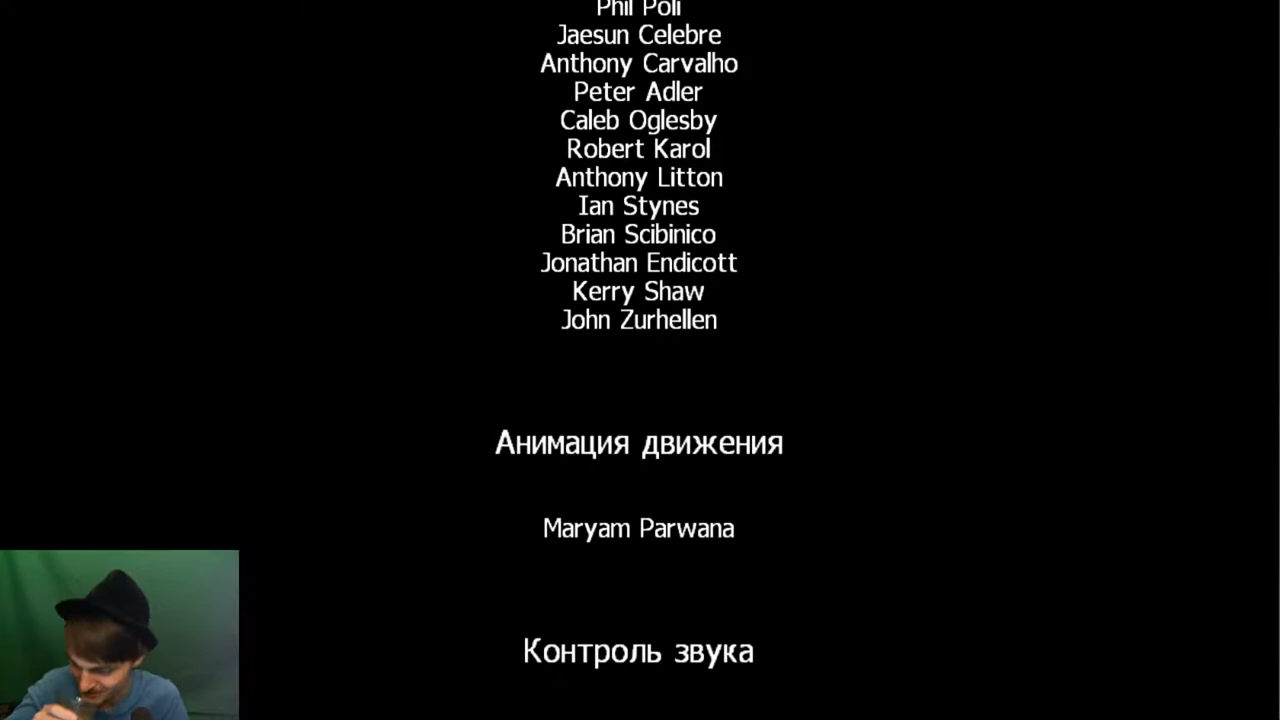 Phil Poli
Jaesun Celebre
Anthony Carvalho
Peter Adler
Caleb Oglesby
Robert Karol
Anthony Litton
Ian Stynes
Brian Scibinico
Jonathan Endicott
Kerry Shaw
John Zurhellen
Анимация движения
Maryam Parwana
Контроль звука